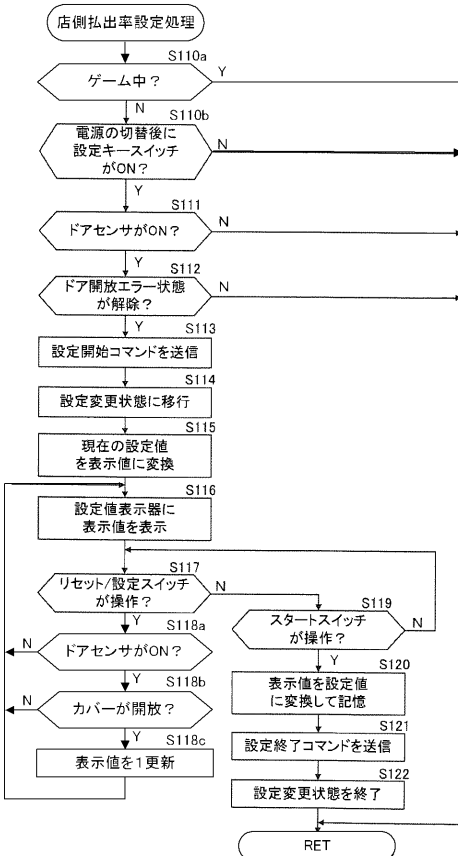 店側払出率設定処理
S110a
ゲーム中？
Y
N
S110b
電源の切替後に
設定キースイッチ
がON？
N
Y
S111
ドアセンサがON？
N
Y
S112
ドア開放エラー状態
が解除？
N
Y
S113
設定開始コマンドを送信
S114
設定変更状態に移行
S115
現在の設定値
を表示値に変換
S116
設定値表示器に
表示値を表示
S117
リセット/設定スイッチ
が操作？
N
Y
S118a
ドアセンサがON？
N
Y
S118b
カバーが開放？
N
Y
S118c
表示値を1更新
S119
スタートスイッチ
が操作？
N
Y
S120
表示値を設定値
に変換して記憶
S121
設定終了コマンドを送信
S122
設定変更状態を終了
RET